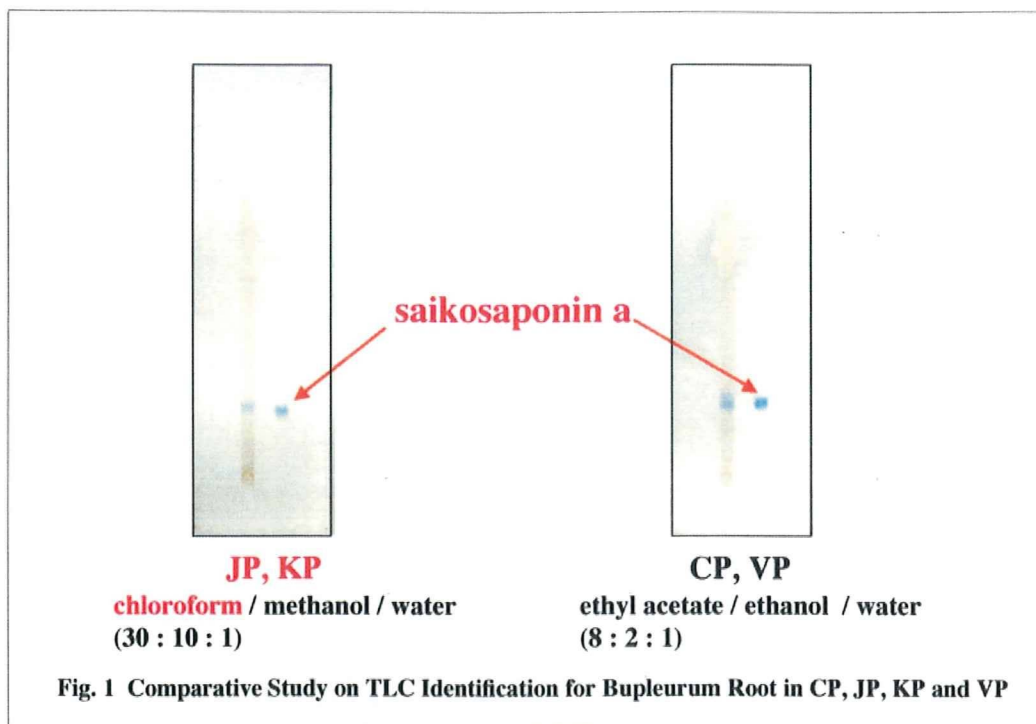 saikosaponin a
JP, KP
chloroform / methanol / water
(30 : 10 : 1)
CP, VP
ethyl acetate / ethanol / water
(8 : 2 : 1)
Fig. 1 Comparative Study on TLC Identification for Bupleurum Root in CP, JP, KP and VP